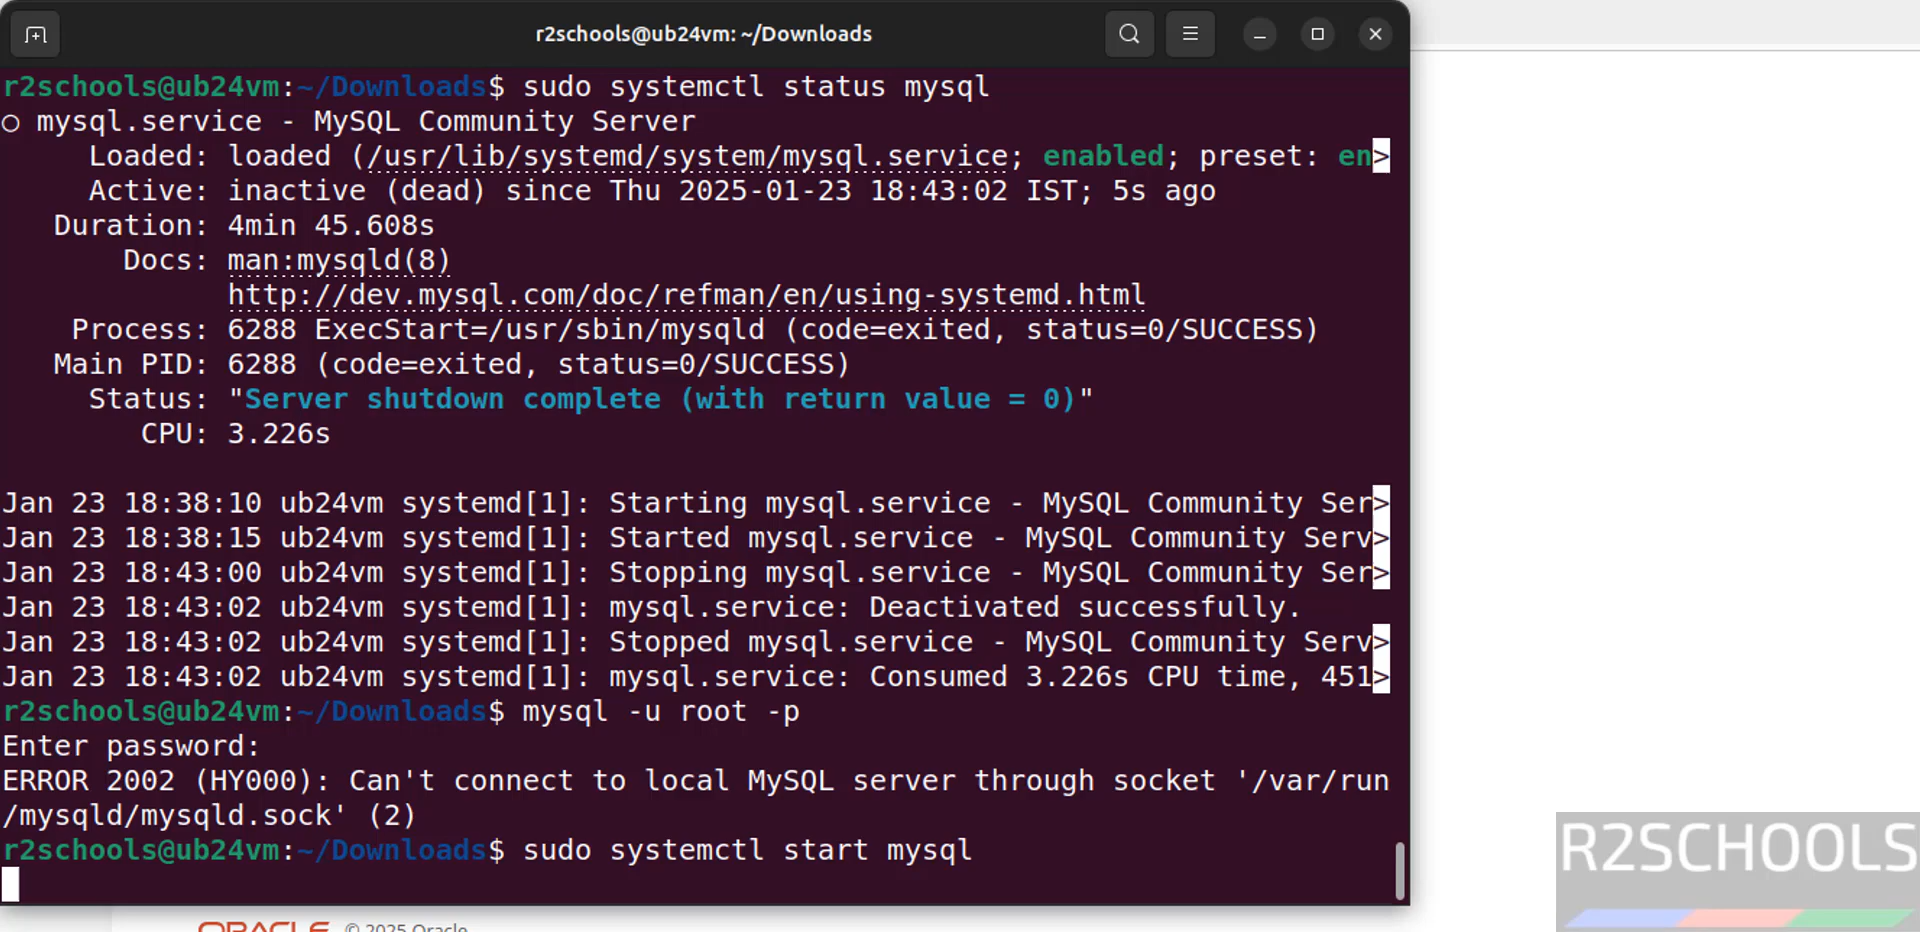 r2schools@ub24vm: ~/Downloads
r2schools@ub24vm:~/Downloads$ sudo systemctl status mysql
○ mysql.service - MySQL Community Server
     Loaded: loaded (/usr/lib/systemd/system/mysql.service; enabled; preset: en>
     Active: inactive (dead) since Thu 2025-01-23 18:43:02 IST; 5s ago
   Duration: 4min 45.608s
       Docs: man:mysqld(8)
             http://dev.mysql.com/doc/refman/en/using-systemd.html
    Process: 6288 ExecStart=/usr/sbin/mysqld (code=exited, status=0/SUCCESS)
   Main PID: 6288 (code=exited, status=0/SUCCESS)
     Status: "Server shutdown complete (with return value = 0)"
        CPU: 3.226s
Jan 23 18:38:10 ub24vm systemd[1]: Starting mysql.service - MySQL Community Ser>
Jan 23 18:38:15 ub24vm systemd[1]: Started mysql.service - MySQL Community Serv>
Jan 23 18:43:00 ub24vm systemd[1]: Stopping mysql.service - MySQL Community Ser>
Jan 23 18:43:02 ub24vm systemd[1]: mysql.service: Deactivated successfully.
Jan 23 18:43:02 ub24vm systemd[1]: Stopped mysql.service - MySQL Community Serv>
Jan 23 18:43:02 ub24vm systemd[1]: mysql.service: Consumed 3.226s CPU time, 451>
r2schools@ub24vm:~/Downloads$ mysql -u root -p
Enter password:
ERROR 2002 (HY000): Can't connect to local MySQL server through socket '/var/run
/mysqld/mysqld.sock' (2)
r2schools@ub24vm:~/Downloads$ sudo systemctl start mysql
R2SCHOOLS
ORACLE © 2025 Oracle